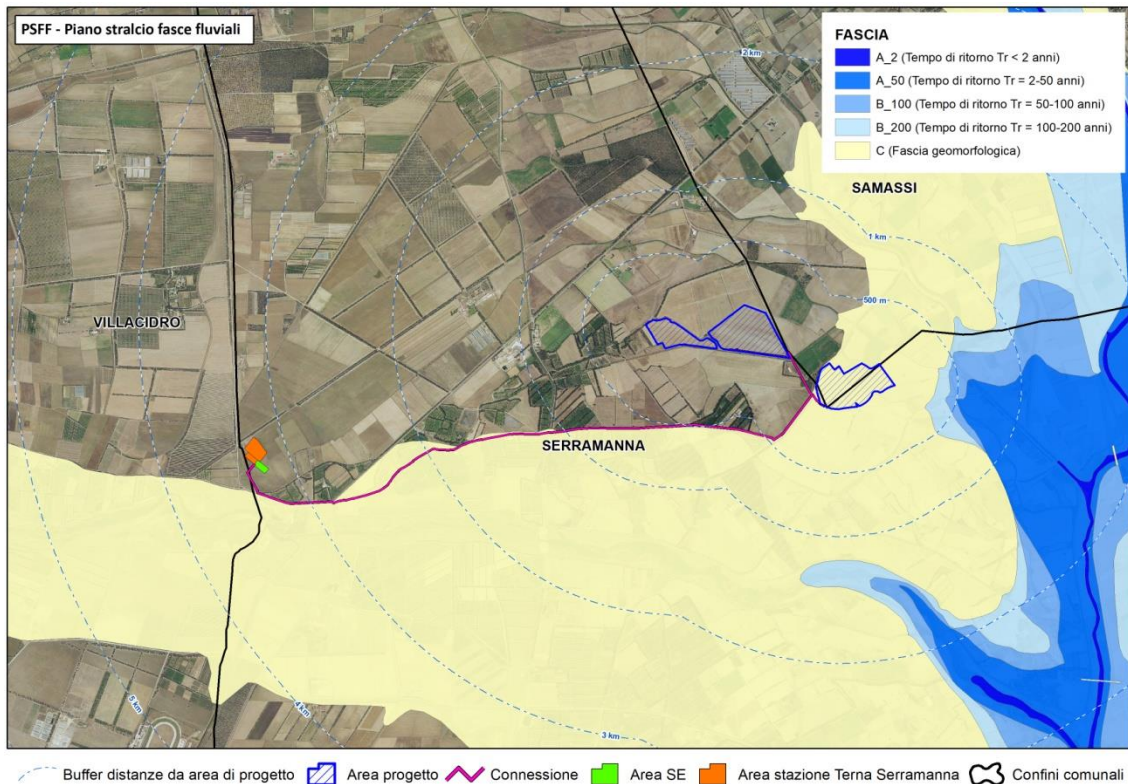 PSFF - Piano stralcio fasce fluviali
FASCIA
A_2 (Tempo di ritorno Tr < 2 anni)
A_50 (Tempo di ritorno Tr = 2-50 anni)
B_100 (Tempo di ritorno Tr = 50-100 anni)
B_200 (Tempo di ritorno Tr = 100-200 anni)
C (Fascia geomorfologica)
2 km
SAMASSI
1 km
500 m
VILLACIDRO
SERRAMANNA
5 km
4 km
3 km
Buffer distanze da area di progetto
Area progetto
Connessione
Area SE
Area stazione Terna Serramanna
Confini comunali